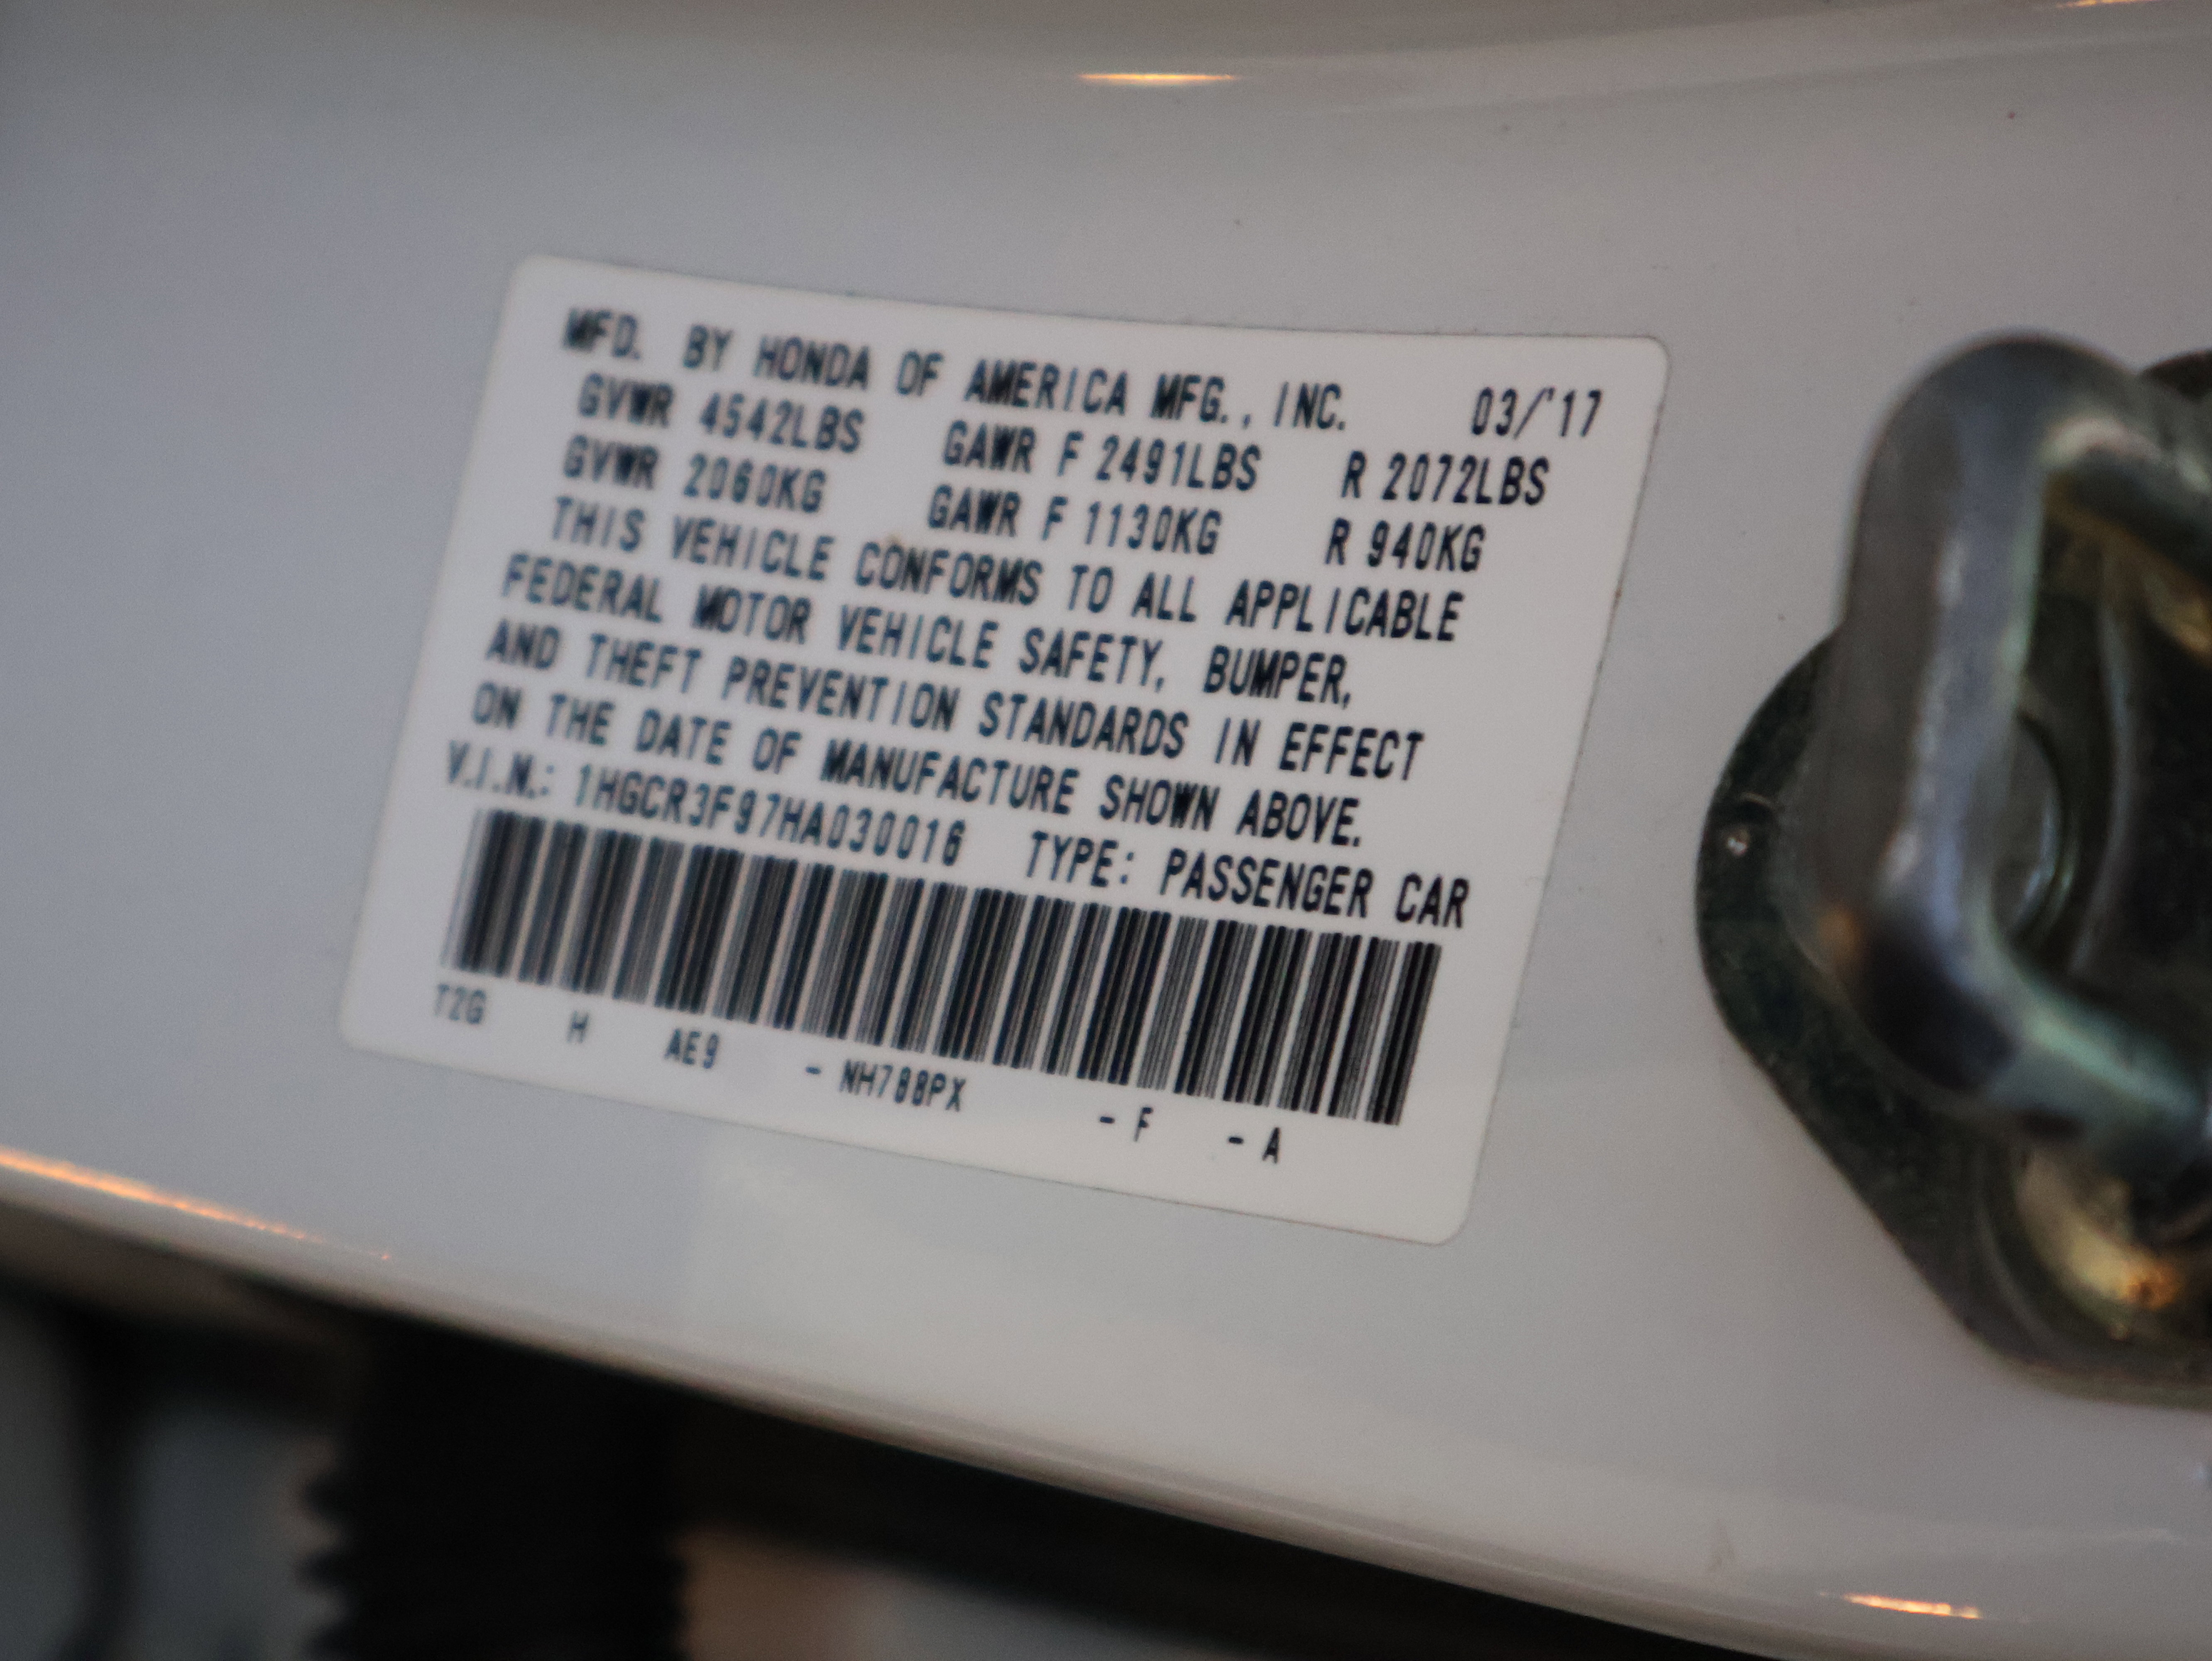 MFD. BY HONDA OF AMERICA MFG., INC. 03/'17
GVWR 4542LBS GAWR F 2491LBS R 2072LBS
GVWR 2060KG GAWR F 1130KG R 940KG
THIS VEHICLE CONFORMS TO ALL APPLICABLE
FEDERAL MOTOR VEHICLE SAFETY, BUMPER,
AND THEFT PREVENTION STANDARDS IN EFFECT
ON THE DATE OF MANUFACTURE SHOWN ABOVE.
V.I.N.: 1HGCR3F97HA030016 TYPE: PASSENGER CAR
T2G H AE9 - NH788PX - F - A